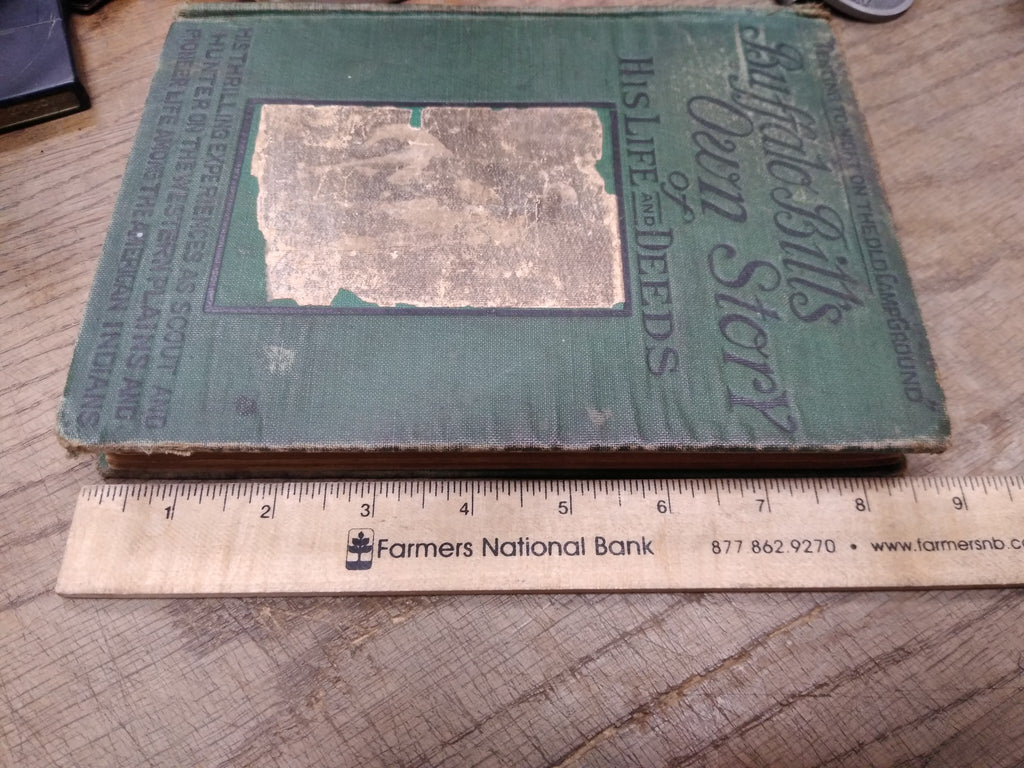 "TENTING TO-NIGHT ON THE OLD CAMPGROUND"
Buffalo Bill's
Own Story
of
HIS LIFE AND DEEDS
HIS THRILLING EXPERIENCES AS SCOUT AND
HUNTER ON THE WESTERN PLAINS AND
PIONEER LIFE AMONG THE AMERICAN INDIANS
1 2 3 4 5 6 7 8 9
Farmers National Bank 877.862.9270 • www.farmersnb.co